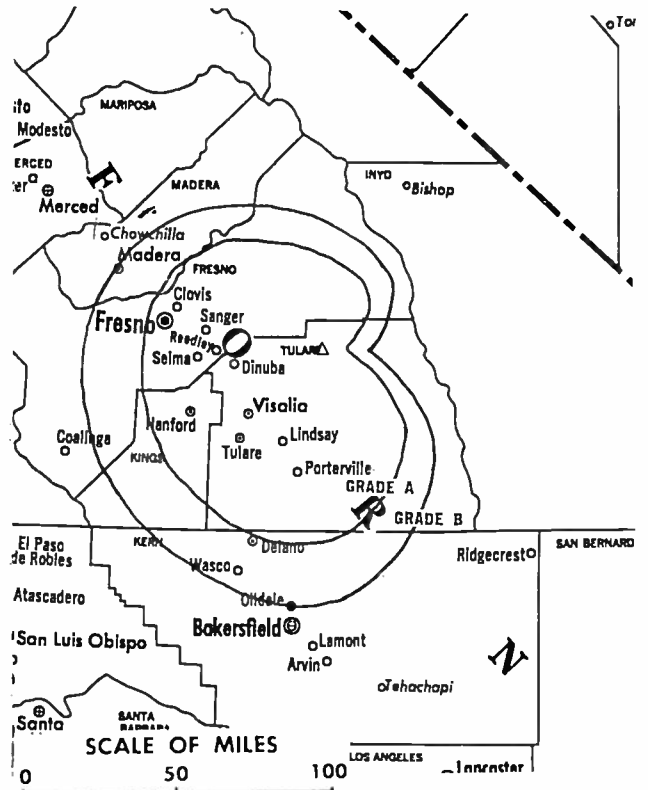 MARIPOSA
Modesto
ERCED
Merced
MADERA
INYO
Bishop
Chowchilla
Madera
FRESNO
Clovis
Fresno
Sanger
Reedley
Selma
TULARE
Dinuba
Visalia
Hanford
Lindsay
Tulare
Coalinga
KINGS
Porterville
GRADE A
GRADE B
El Paso
de Robles
KERN
Delano
Ridgecrest
SAN BERNARD
Wasco
Atascadero
Oildale
Bakersfield
San Luis Obispo
Lamont
Arvin
N
Tehachapi
Santa
SANTA
BARBARA
SCALE OF MILES
LOS ANGELES
Lancaster
0 50 100